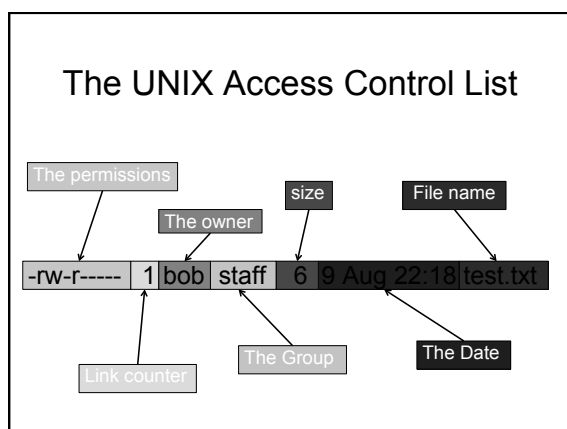 The UNIX Access Control List
The permissions
The owner
size
File name
-rw-r----- 1 bob staff 6 9 Aug 22:18 test.txt
Link counter
The Group
The Date